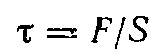 τ = F/S